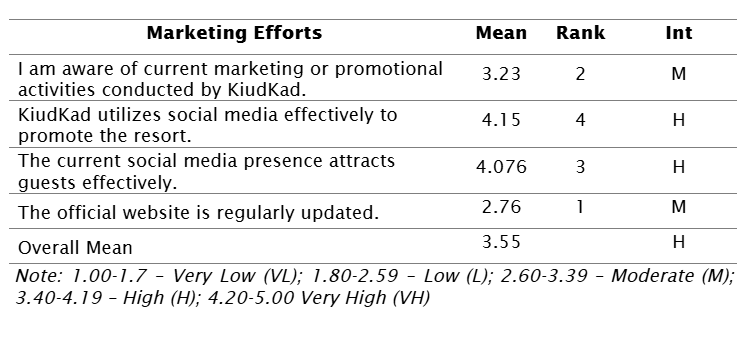 Marketing Efforts Mean Rank Int
I am aware of current marketing or promotional
activities conducted by KiudKad. 3.23 2 M
KiudKad utilizes social media effectively to
promote the resort. 4.15 4 H
The current social media presence attracts
guests effectively. 4.076 3 H
The official website is regularly updated. 2.76 1 M
Overall Mean 3.55 H
Note: 1.00-1.7 – Very Low (VL); 1.80-2.59 – Low (L); 2.60-3.39 – Moderate (M);
3.40-4.19 – High (H); 4.20-5.00 Very High (VH)